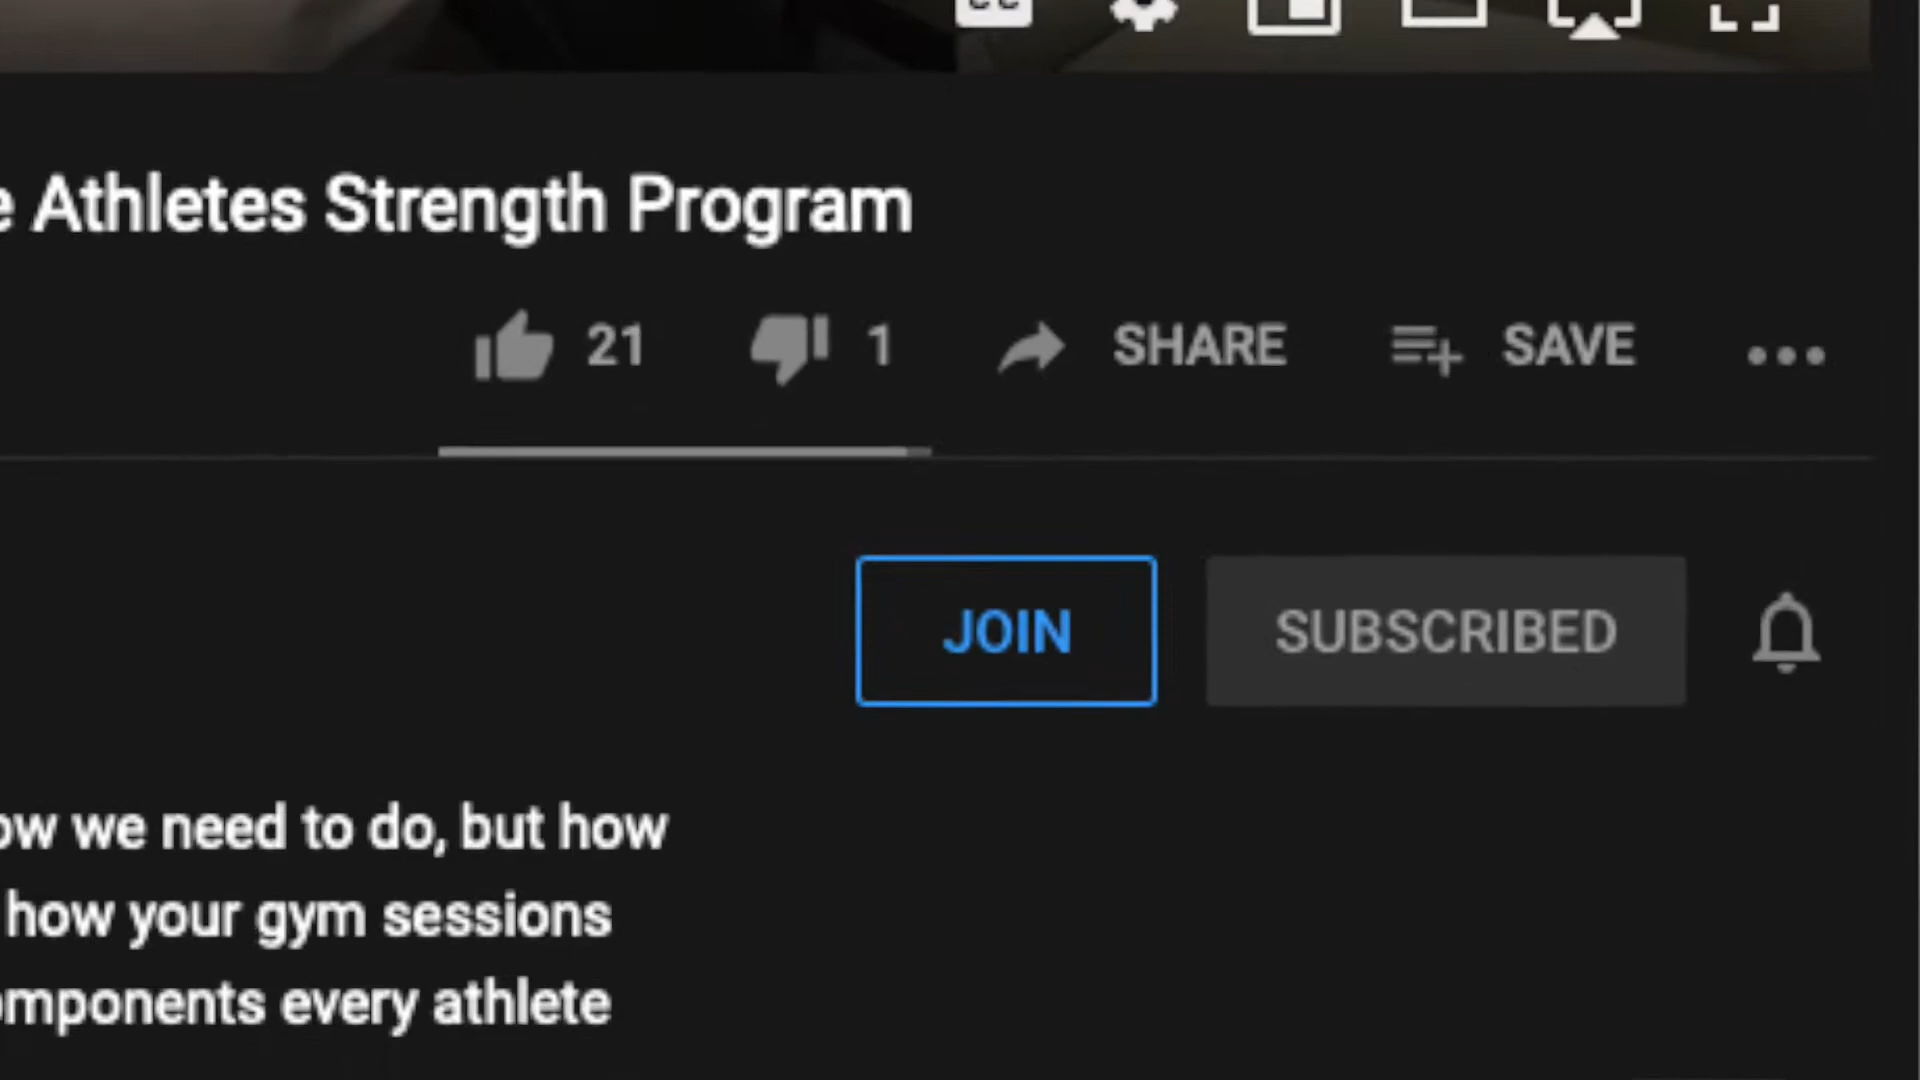 Athletes Strength Program
21 1 SHARE SAVE
JOIN SUBSCRIBED
we need to do, but how
how your gym sessions
every athlete